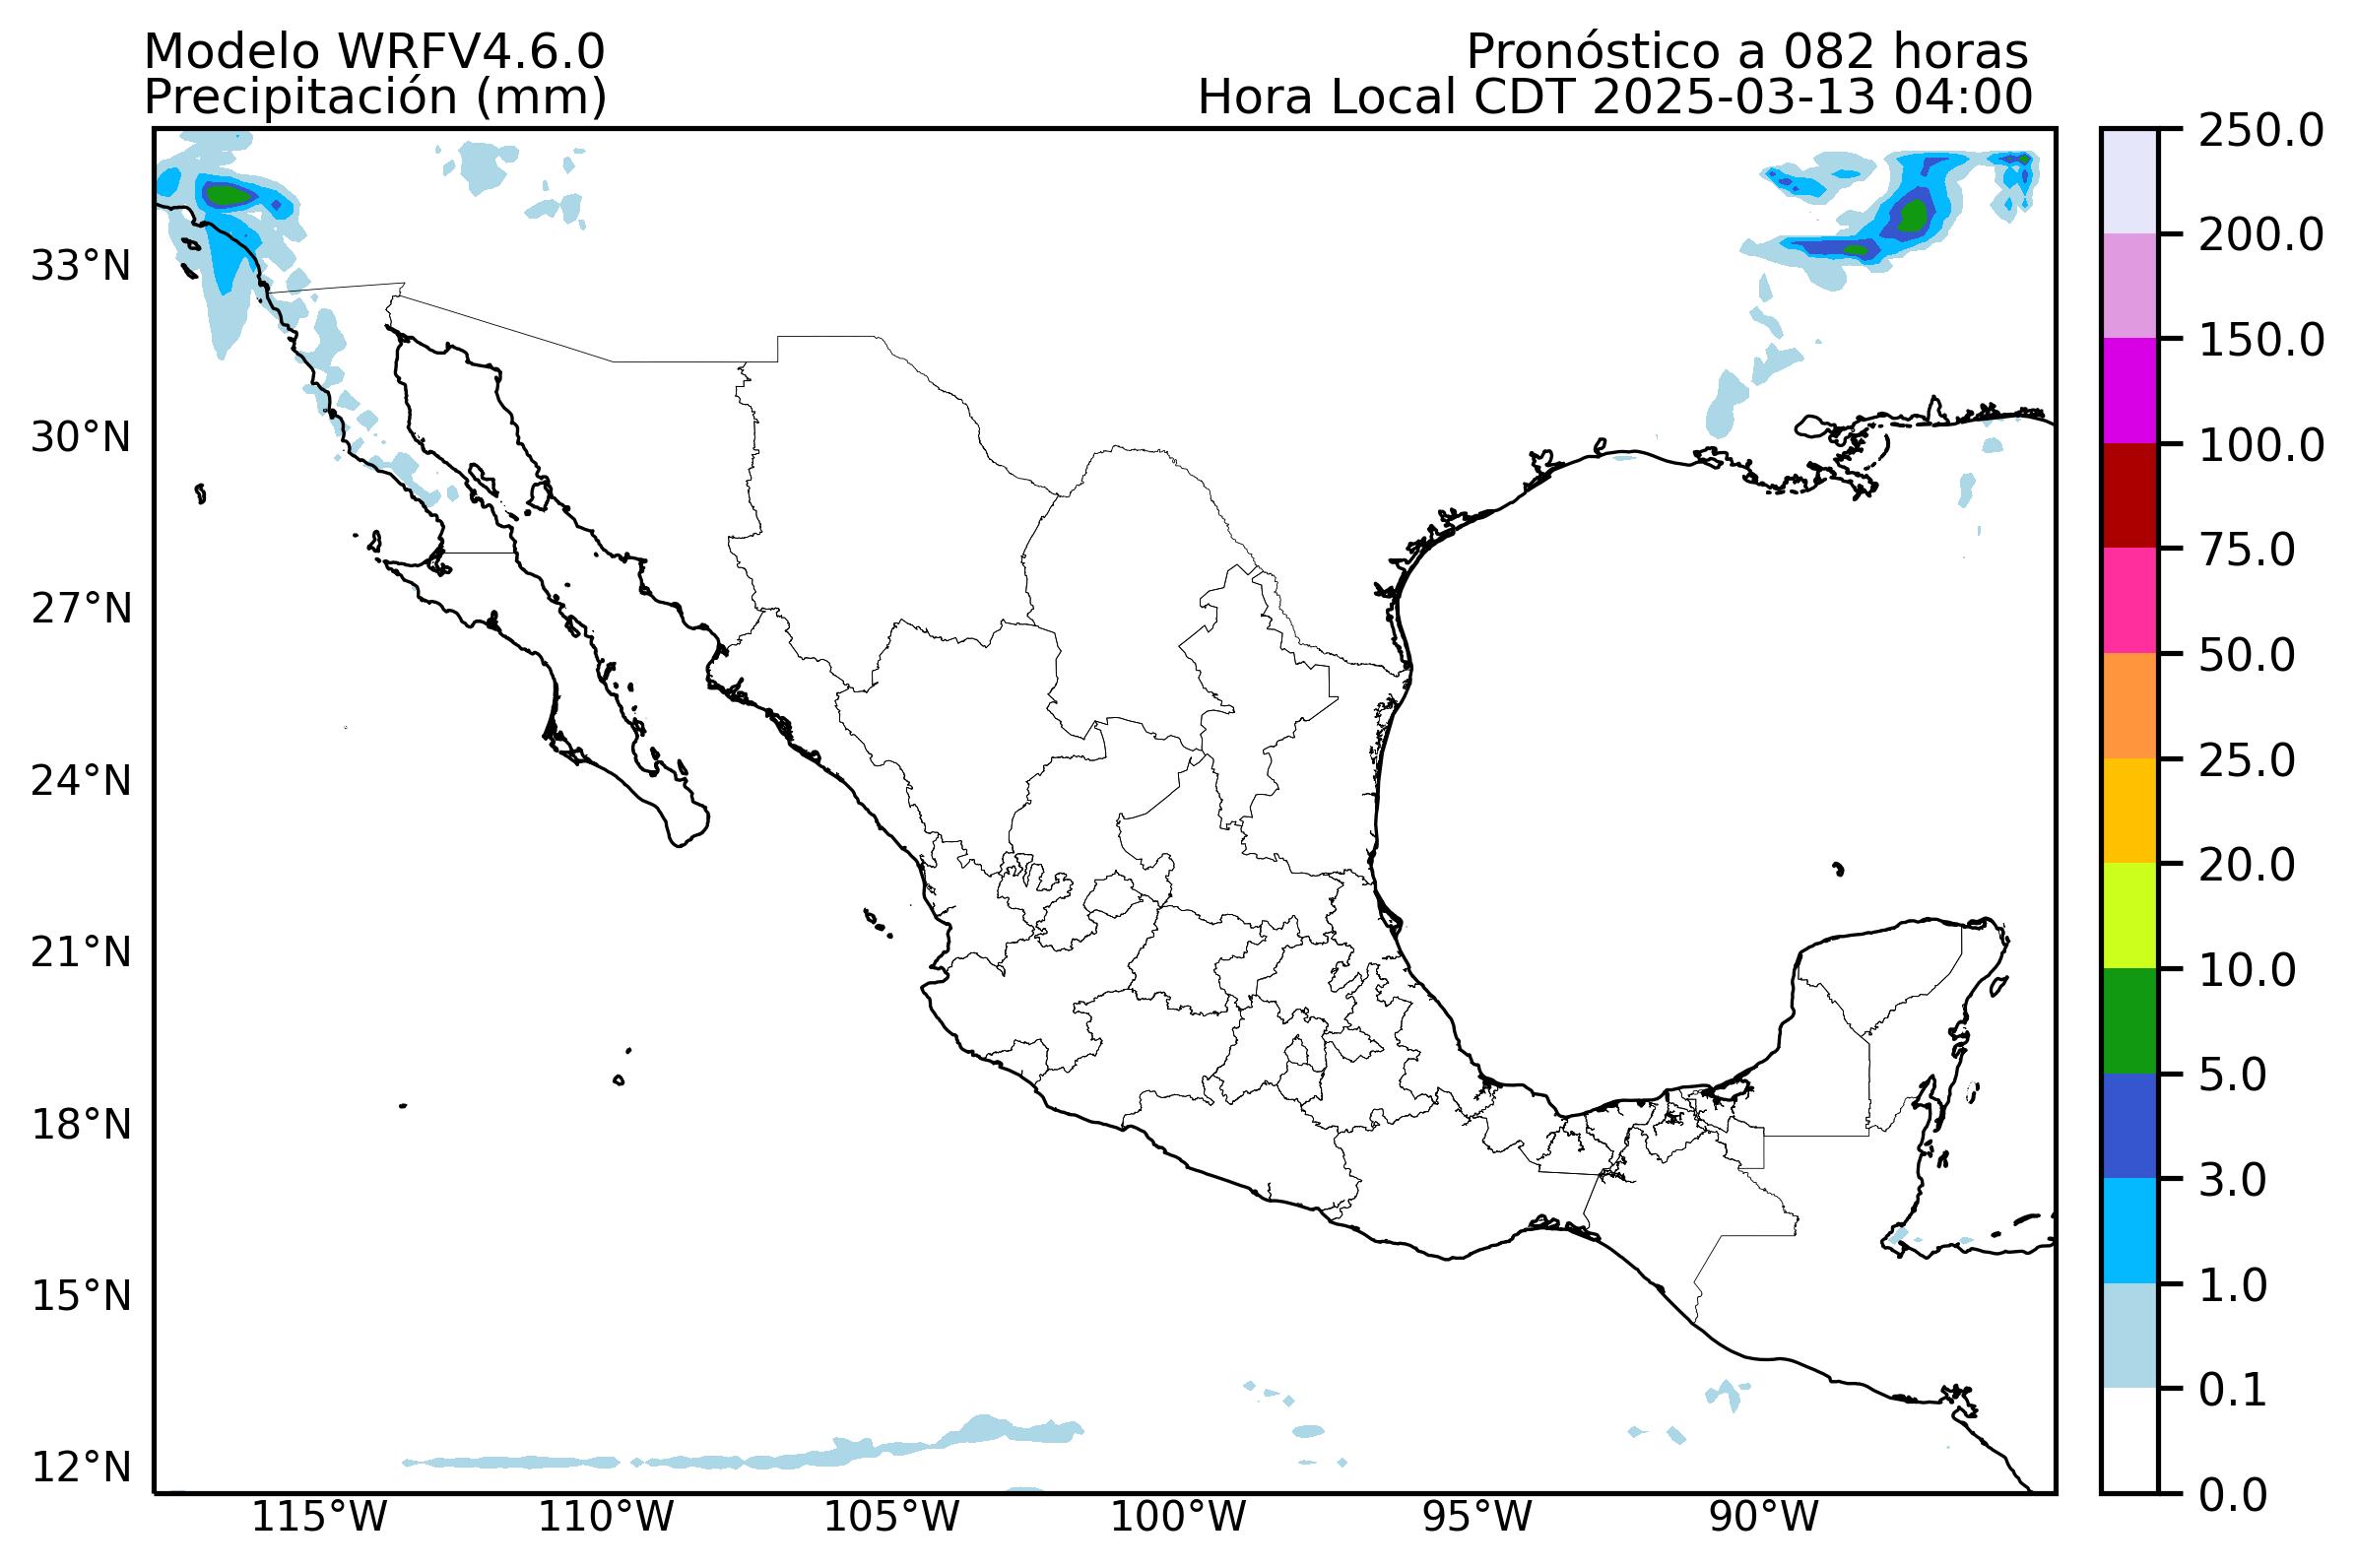 Modelo WRFV4.6.0
Precipitación (mm)
Pronóstico a 082 horas
Hora Local CDT 2025-03-13 04:00
33°N
30°N
27°N
24°N
21°N
18°N
15°N
12°N
115°W
110°W
105°W
100°W
95°W
90°W
250.0
200.0
150.0
100.0
75.0
50.0
25.0
20.0
10.0
5.0
3.0
1.0
0.1
0.0